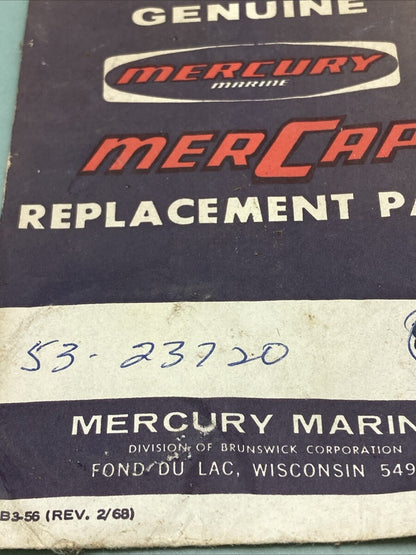 GENUINE
MERCURY
MARINE
MERCAP
REPLACEMENT PA
53-23720
MERCURY MARIN
DIVISION OF BRUNSWICK CORPORATION
FOND DU LAC, WISCONSIN 549
B3-56 (REV. 2/68)